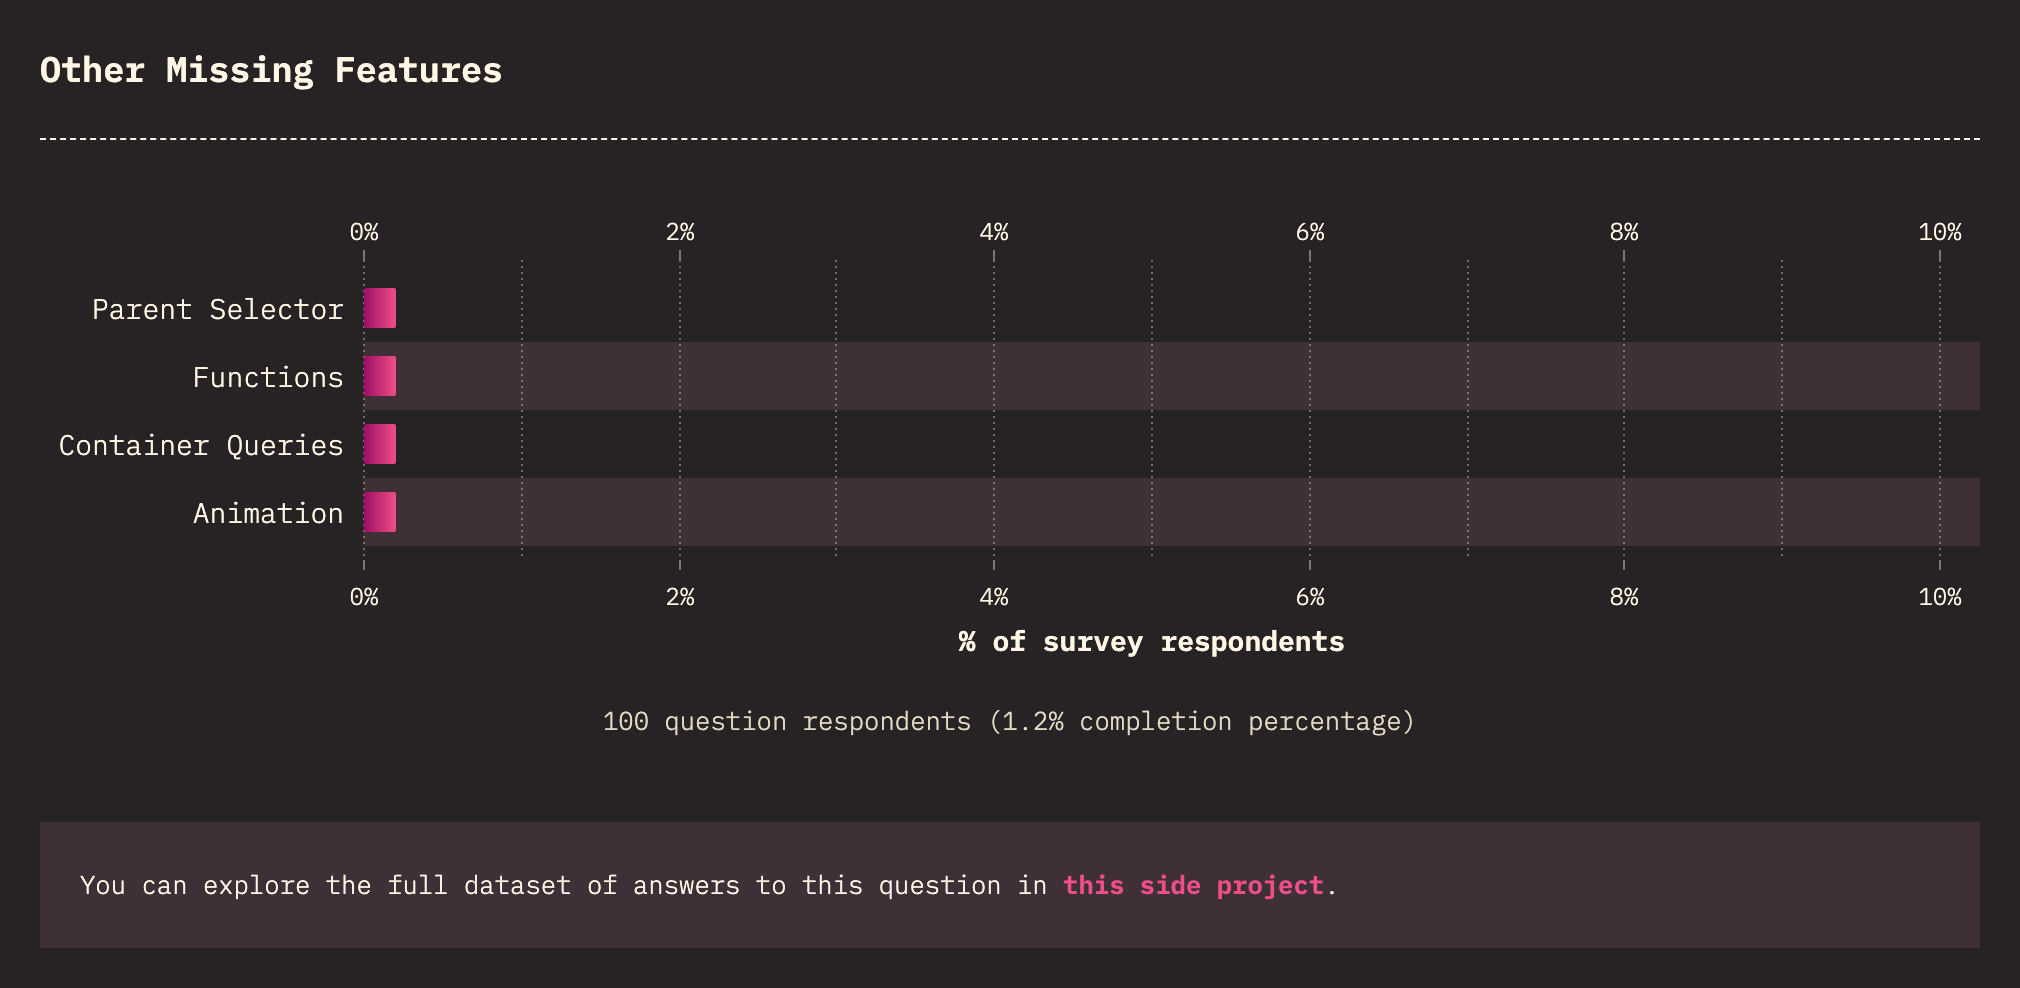 Other Missing Features
0% 2% 4% 6% 8% 10%
Parent Selector
Functions
Container Queries
Animation
0% 2% 4% 6% 8% 10%
% of survey respondents
100 question respondents (1.2% completion percentage)
You can explore the full dataset of answers to this question in this side project.